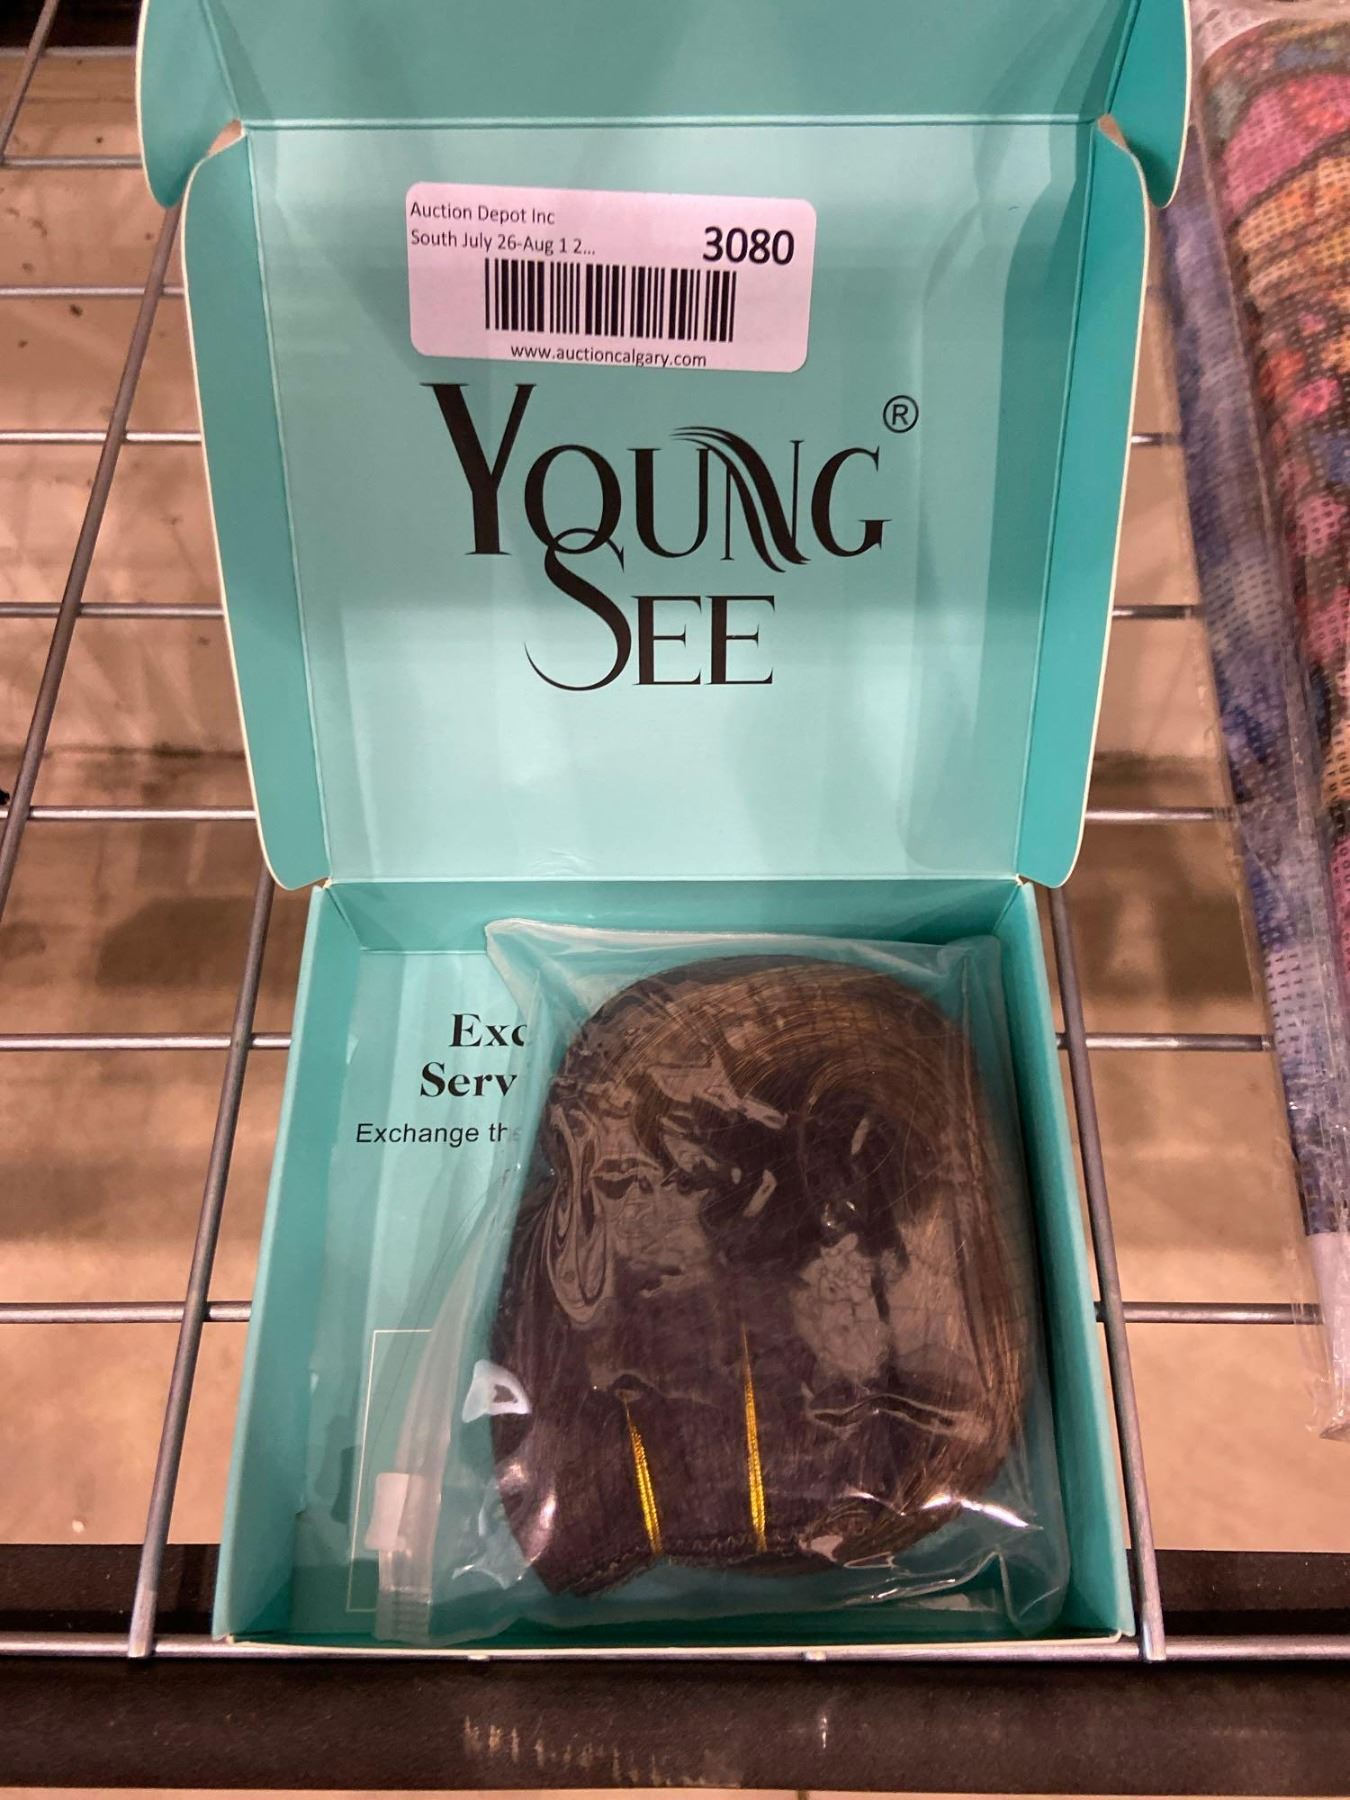 Auction Depot Inc
South July 26-Aug 1 2...
3080
www.auctioncalgary.com
YOUNG®
SEE
Exc
Serv
Exchange th